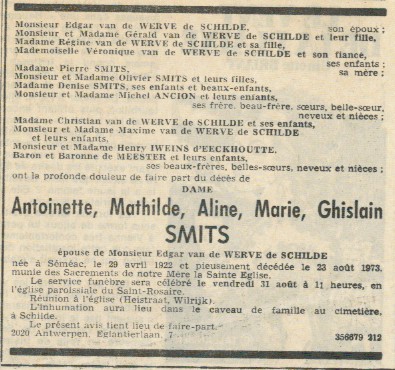 Monsieur Edgar van de WERVE de SCHILDE, son époux;
Monsieur et Madame Gérald van de WERVE de SCHILDE et leur fille,
Madame Régine van de WERVE de SCHILDE et sa fille,
Mademoiselle Véronique van de WERVE de SCHILDE et son fiancé,
ses enfants;
Madame Pierre SMITS, sa mère;
Monsieur et Madame Olivier SMITS et leurs filles,
Madame Denise SMITS, ses enfants et beaux-enfants,
Monsieur et Madame Michel ANCION et leurs enfants,
ses frère, beau-frère, sœurs, belle-sœur,
neveux et nièces;
Madame Christian van de WERVE de SCHILDE et ses enfants,
Monsieur et Madame Maxime van de WERVE de SCHILDE
et leurs enfants,
Monsieur et Madame Henry IWEINS d'EECKHOUTTE,
Baron et Baronne de MEESTER et leurs enfants,
ses beaux-frères, belles-sœurs, neveux et nièces;
ont la profonde douleur de faire part du décès de
DAME
Antoinette, Mathilde, Aline, Marie, Ghislain
SMITS
épouse de Monsieur Edgar van de WERVE de SCHILDE
née à Séméac, le 29 avril 1922 et pieusement décédée le 23 août 1973,
munie des Sacrements de notre Mère la Sainte Eglise.
Le service funèbre sera célébré le vendredi 31 août à 11 heures, en
l'église paroissiale du Saint-Rosaire.
Réunion à l'église (Heistraat, Wilrijk).
L'inhumation aura lieu dans le caveau de famille au cimetière,
à Schilde.
Le présent avis tient lieu de faire-part.
2020 Antwerpen, Eglantierlaan, 7 356879 212